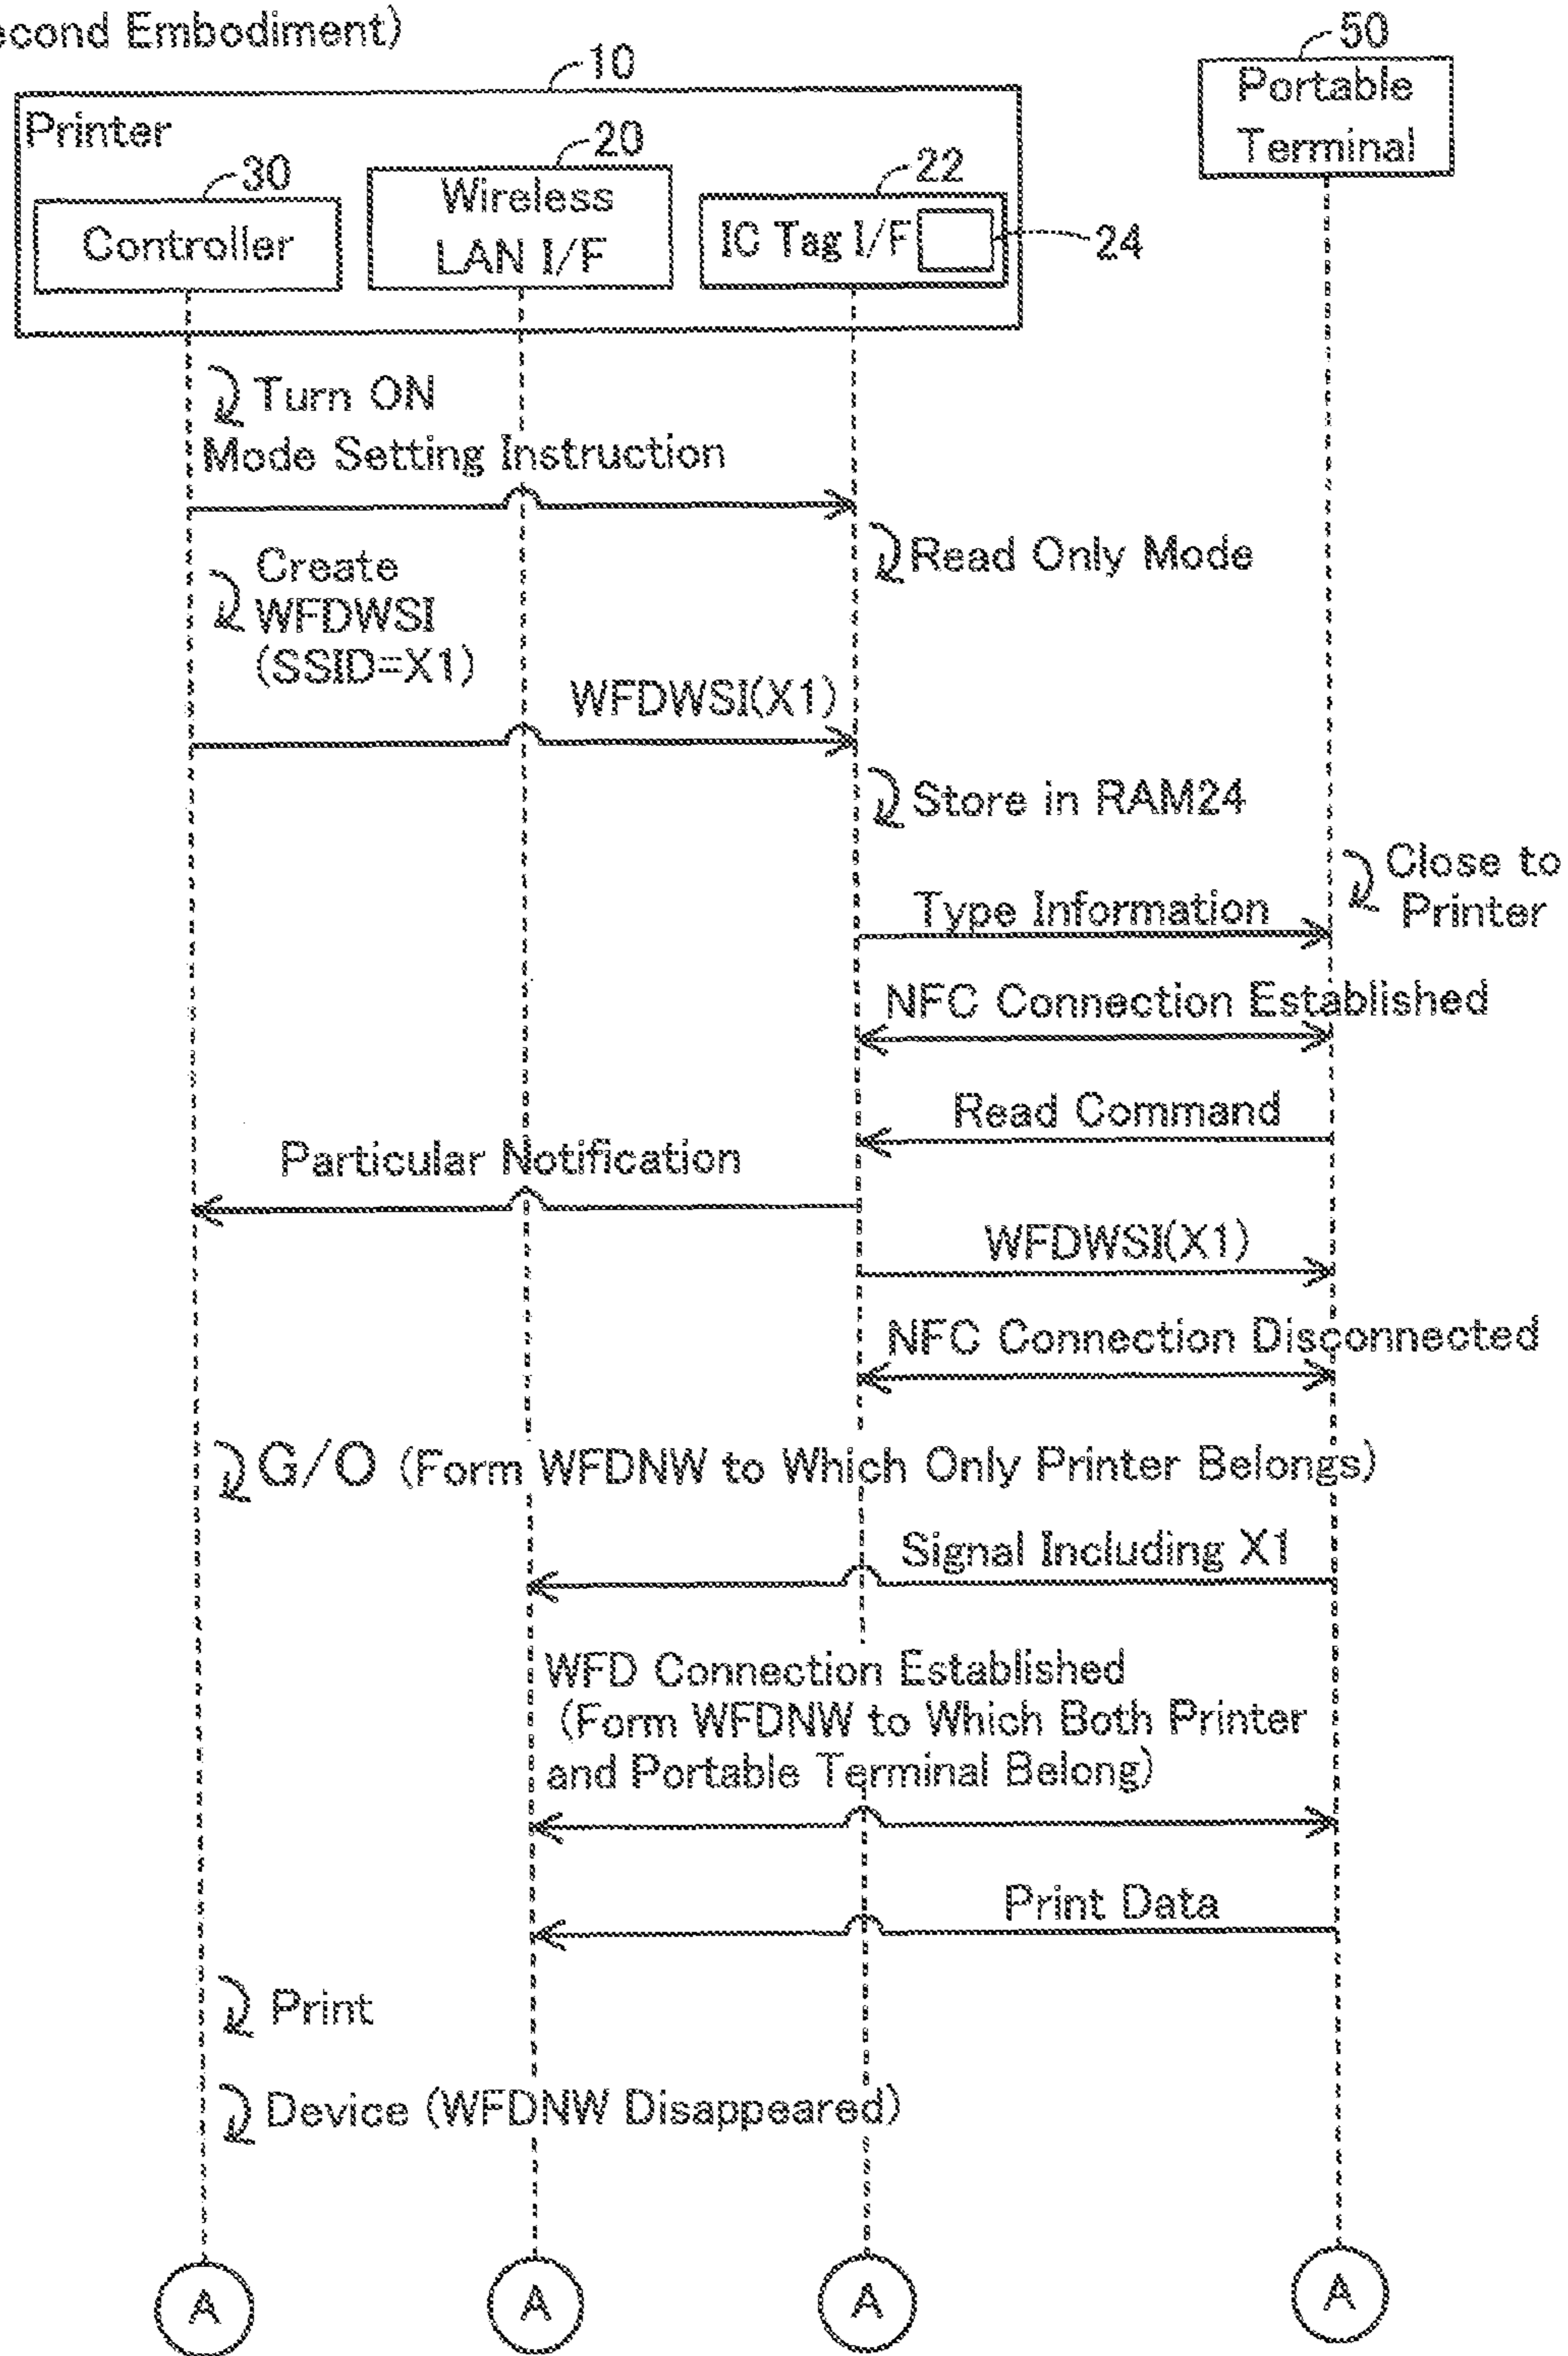 econd Embodiment)
10
50
Printer
Portable
Terminal
30
20
22
Controller
Wireless
LAN I/F
IC Tag I/F
24
Turn ON
Mode Setting Instruction
Read Only Mode
Create
WFDWSI
(SSID=X1)
WFDWSI(X1)
Store in RAM24
Close to
Printer
Type Information
NFC Connection Established
Read Command
Particular Notification
WFDWSI(X1)
NFC Connection Disconnected
G/O (Form WFDNW to Which Only Printer Belongs)
Signal Including X1
WFD Connection Established
(Form WFDNW to Which Both Printer
and Portable Terminal Belong)
Print Data
Print
Device (WFDNW Disappeared)
A
A
A
A